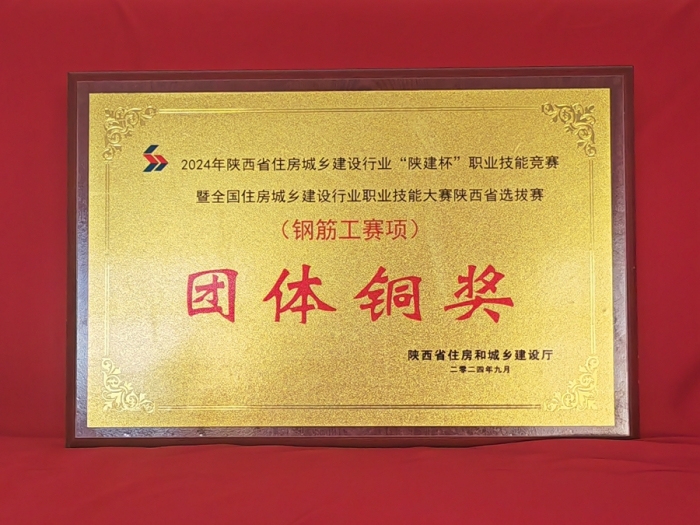 2024年陕西省住房城乡建设行业“陕建杯”职业技能竞赛
暨全国住房城乡建设行业职业技能大赛陕西省选拔赛
（钢筋工赛项）
团体铜奖
陕西省住房和城乡建设厅
二零二四年九月